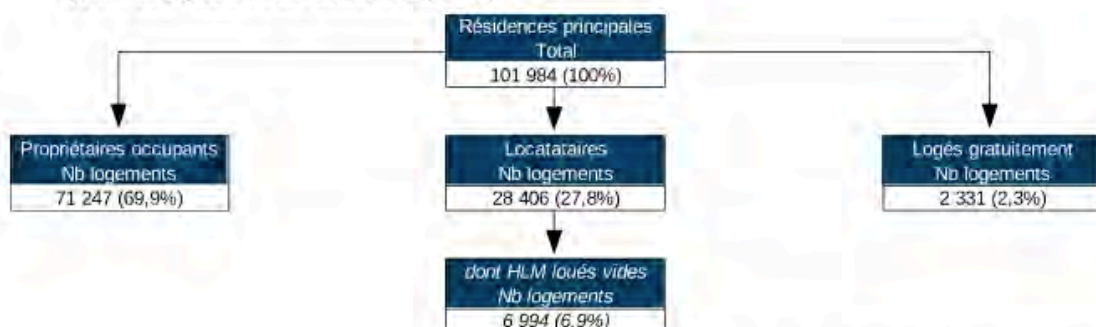 Résidences principales
Total
101 984 (100%)
Propriétaires occupants
Nb logements
71 247 (69,9%)
Locatataires
Nb logements
28 406 (27,8%)
Logés gratuitement
Nb logements
2 331 (2,3%)
dont HLM loués vides
Nb logements
6 994 (6,9%)